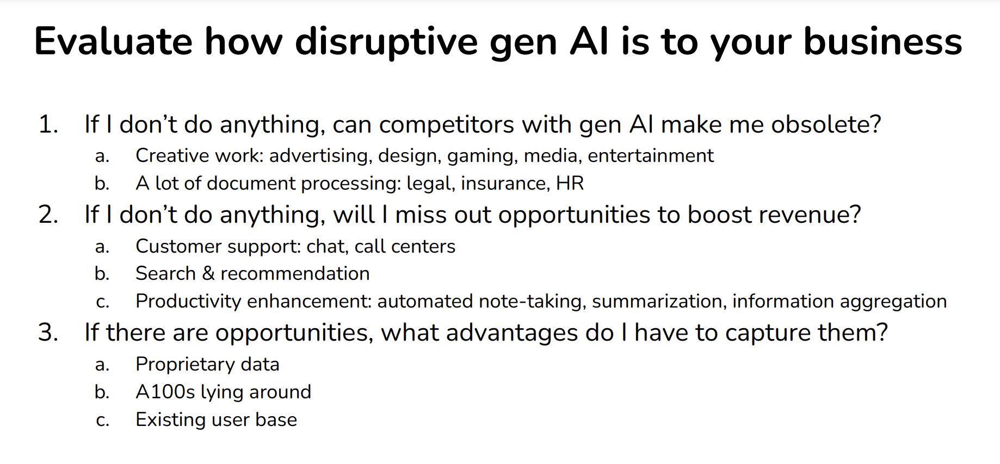 Evaluate how disruptive gen AI is to your business
1. If I don’t do anything, can competitors with gen AI make me obsolete?
a. Creative work: advertising, design, gaming, media, entertainment
b. A lot of document processing: legal, insurance, HR
2. If I don’t do anything, will I miss out opportunities to boost revenue?
a. Customer support: chat, call centers
b. Search & recommendation
c. Productivity enhancement: automated note-taking, summarization, information aggregation
3. If there are opportunities, what advantages do I have to capture them?
a. Proprietary data
b. A100s lying around
c. Existing user base